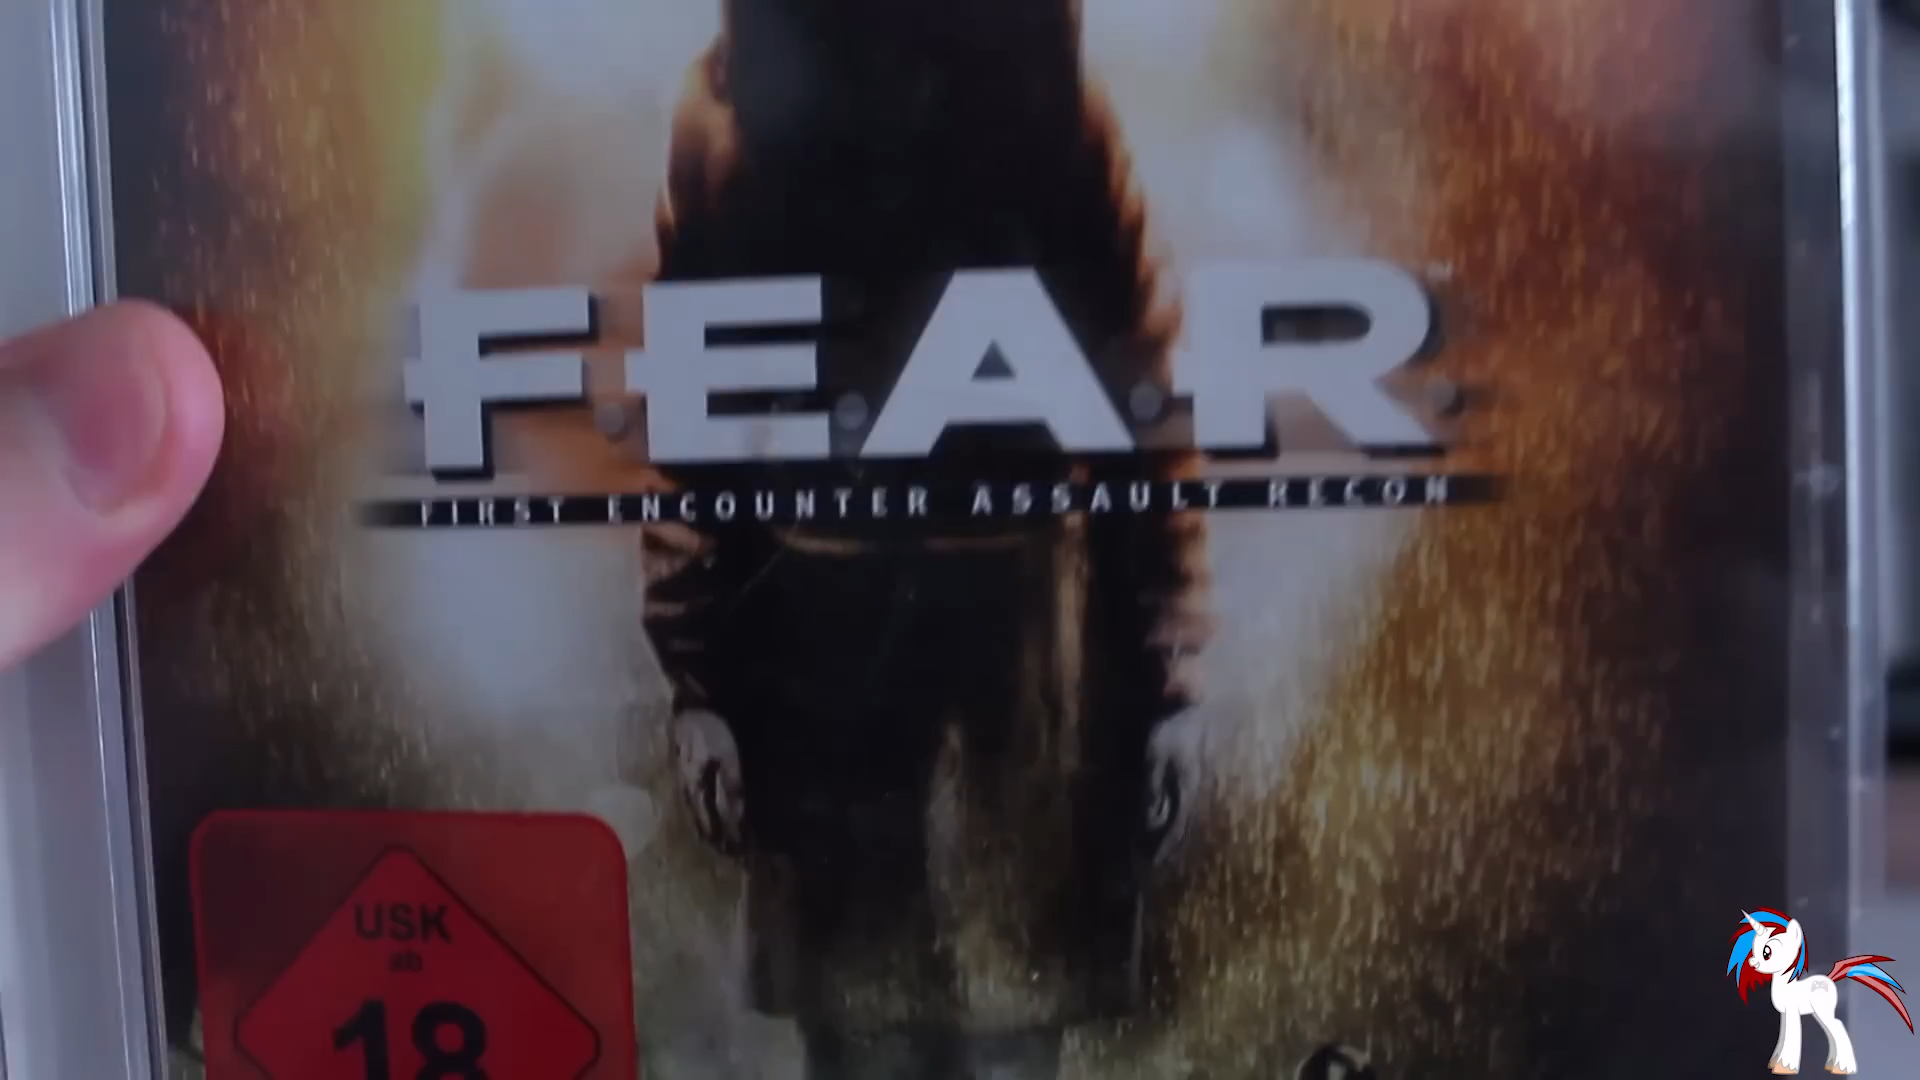 F.E.A.R.
FIRST ENCOUNTER ASSAULT RECON
USK
ab
18